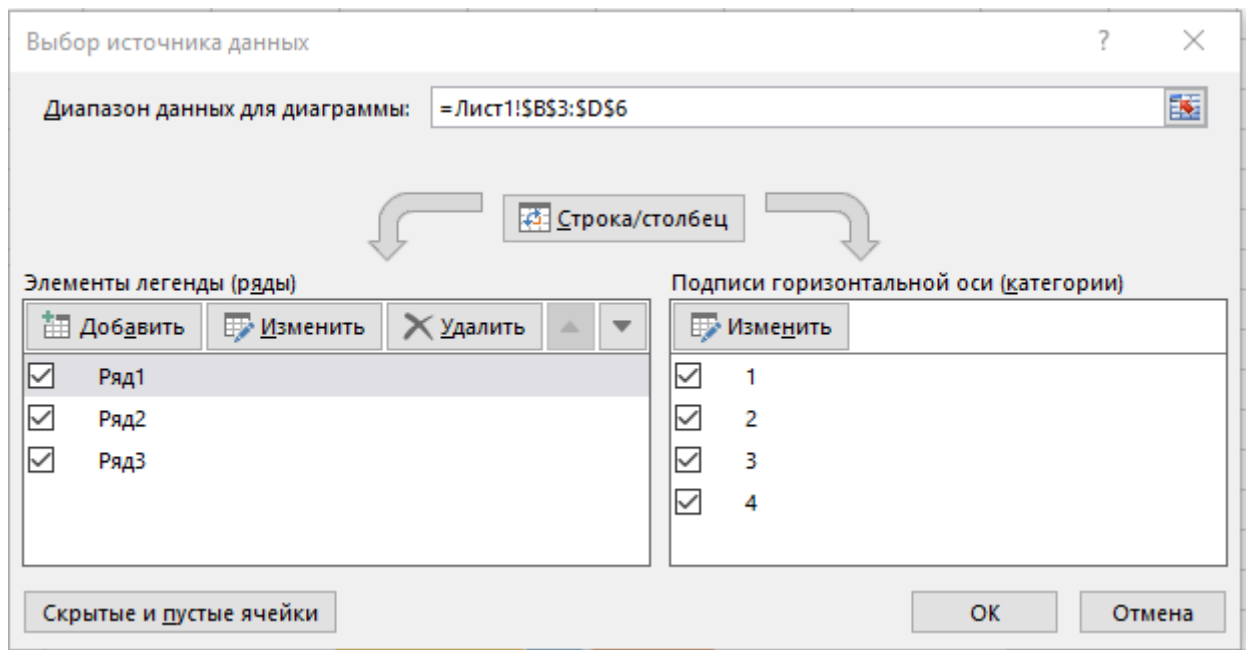 Выбор источника данных
?
Диапазон данных для диаграммы: =Лист1!$B$3:$D$6
Строка/столбец
Элементы легенды (ряды)
Добавить Изменить Удалить
Ряд1
Ряд2
Ряд3
Подписи горизонтальной оси (категории)
Изменить
1
2
3
4
Скрытые и пустые ячейки
ОК Отмена